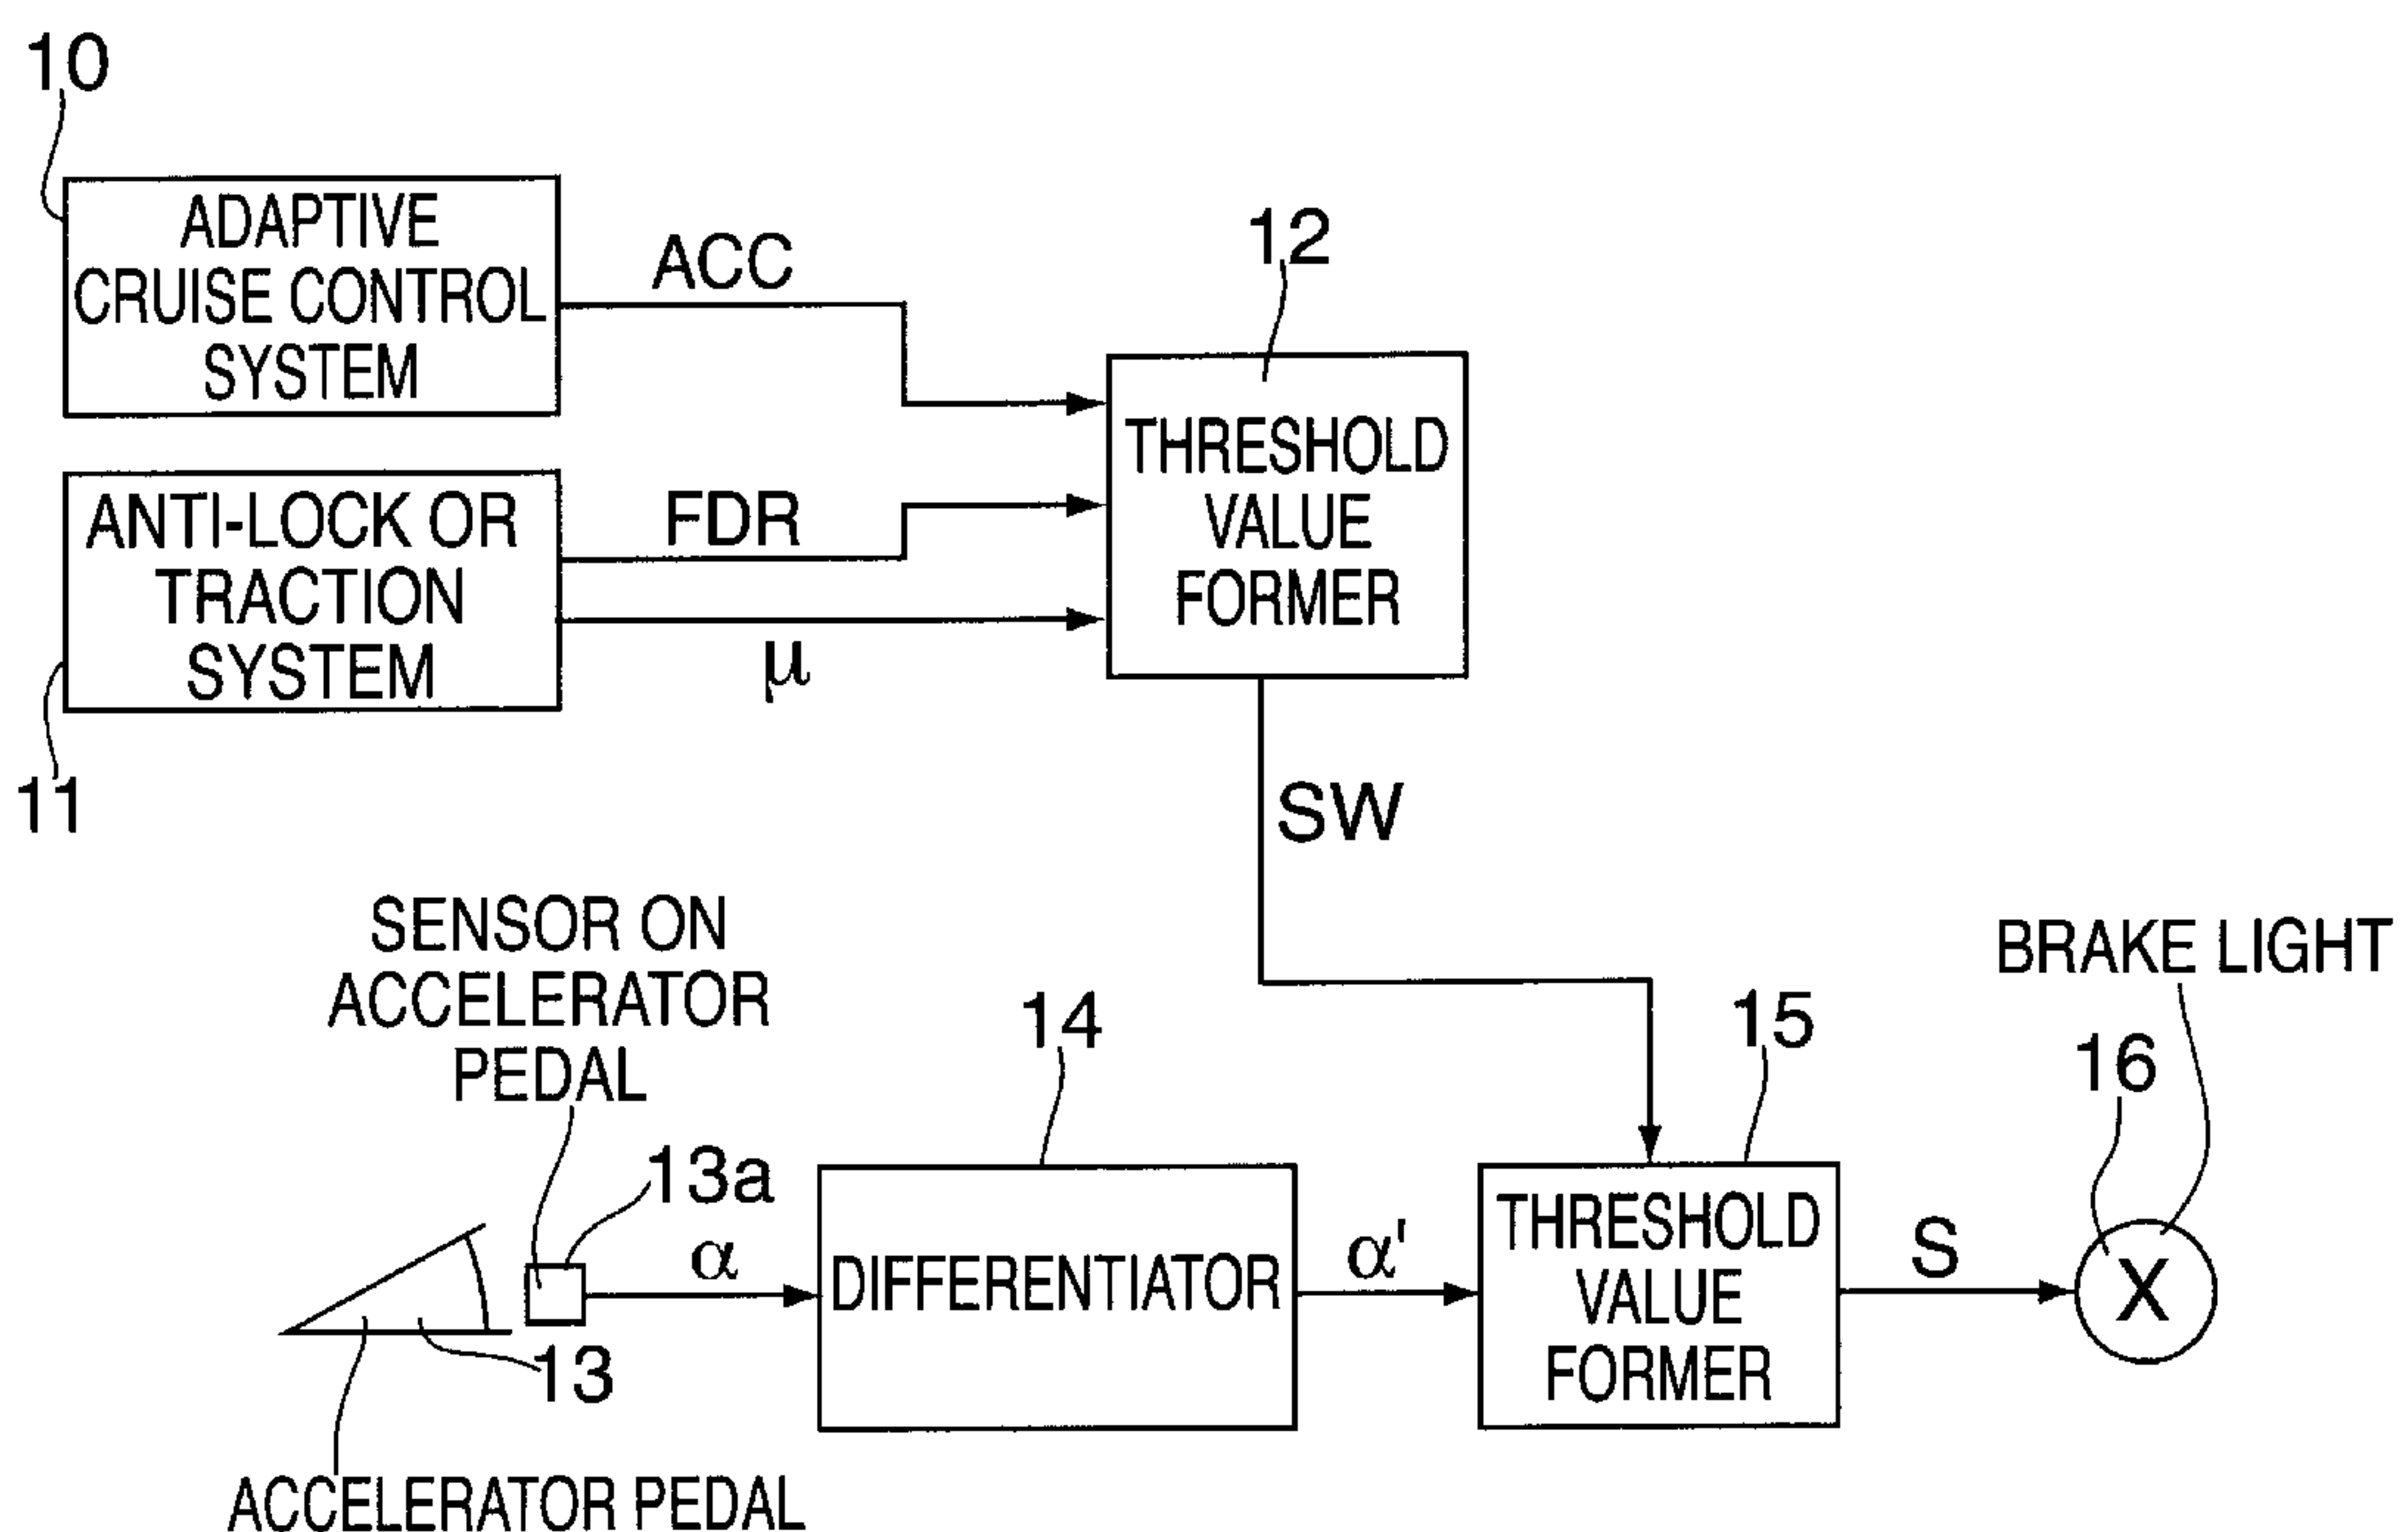 10
ADAPTIVE
CRUISE CONTROL
SYSTEM
ACC
12
THRESHOLD
VALUE
FORMER
ANTI-LOCK OR
TRACTION
SYSTEM
FDR
μ
11
SW
SENSOR ON
ACCELERATOR
PEDAL
13a
α
13
ACCELERATOR PEDAL
14
DIFFERENTIATOR
α'
15
THRESHOLD
VALUE
FORMER
S
BRAKE LIGHT
16
X